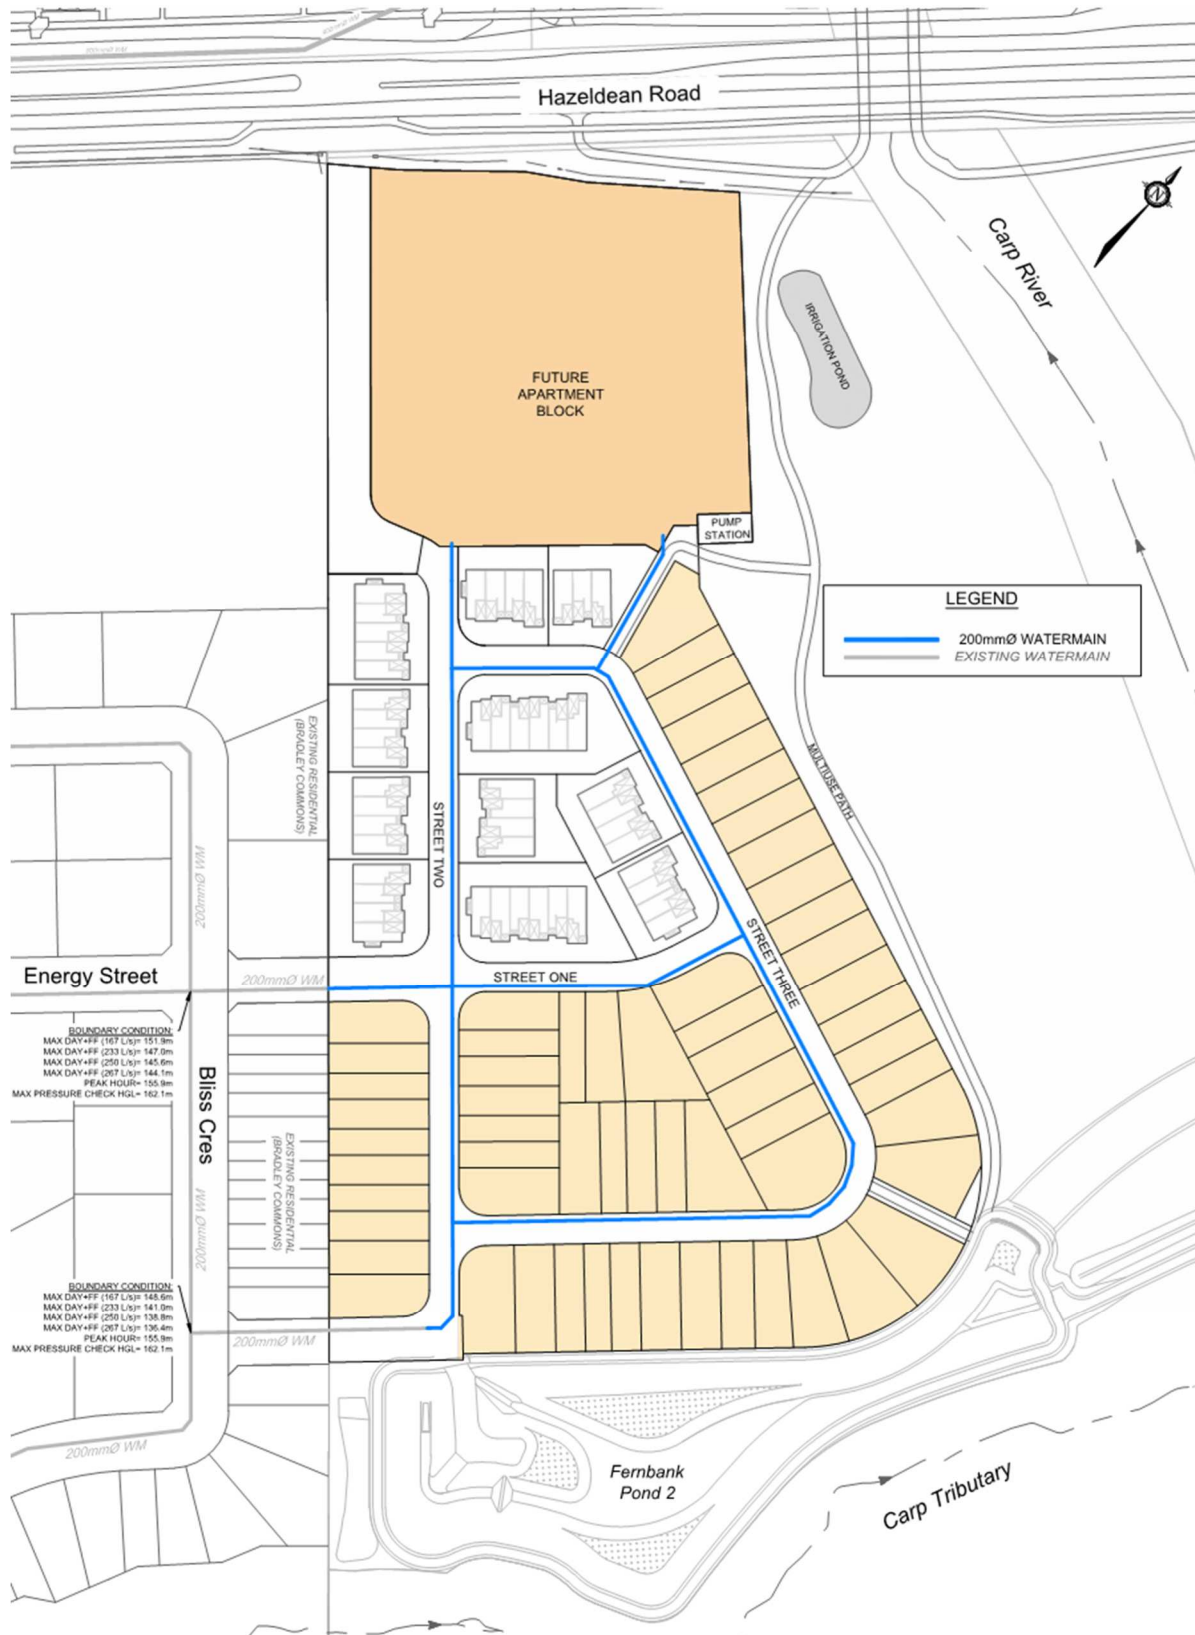 Hazeldean Road
N
Carp River
IRRIGATION POND
FUTURE
APARTMENT
BLOCK
PUMP
STATION
LEGEND
200mmØ WATERMAIN
EXISTING WATERMAIN
EXISTING RESIDENTIAL
(BRADLEY COMMONS)
MULTIUSE PATH
STREET TWO
200mmØ WM
STREET THREE
Energy Street
200mmØ WM
STREET ONE
BOUNDARY CONDITION:
MAX DAY+FF (167 L/s)= 151.9m
MAX DAY+FF (233 L/s)= 147.0m
MAX DAY+FF (250 L/s)= 145.6m
MAX DAY+FF (267 L/s)= 144.1m
PEAK HOUR= 155.9m
MAX PRESSURE CHECK HGL= 162.1m
Bliss Cres
EXISTING RESIDENTIAL
(BRADLEY COMMONS)
200mmØ WM
BOUNDARY CONDITION:
MAX DAY+FF (167 L/s)= 148.6m
MAX DAY+FF (233 L/s)= 141.0m
MAX DAY+FF (250 L/s)= 138.8m
MAX DAY+FF (267 L/s)= 136.4m
PEAK HOUR= 155.9m
MAX PRESSURE CHECK HGL= 162.1m
200mmØ WM
200mmØ WM
Fernbank
Pond 2
Carp Tributary